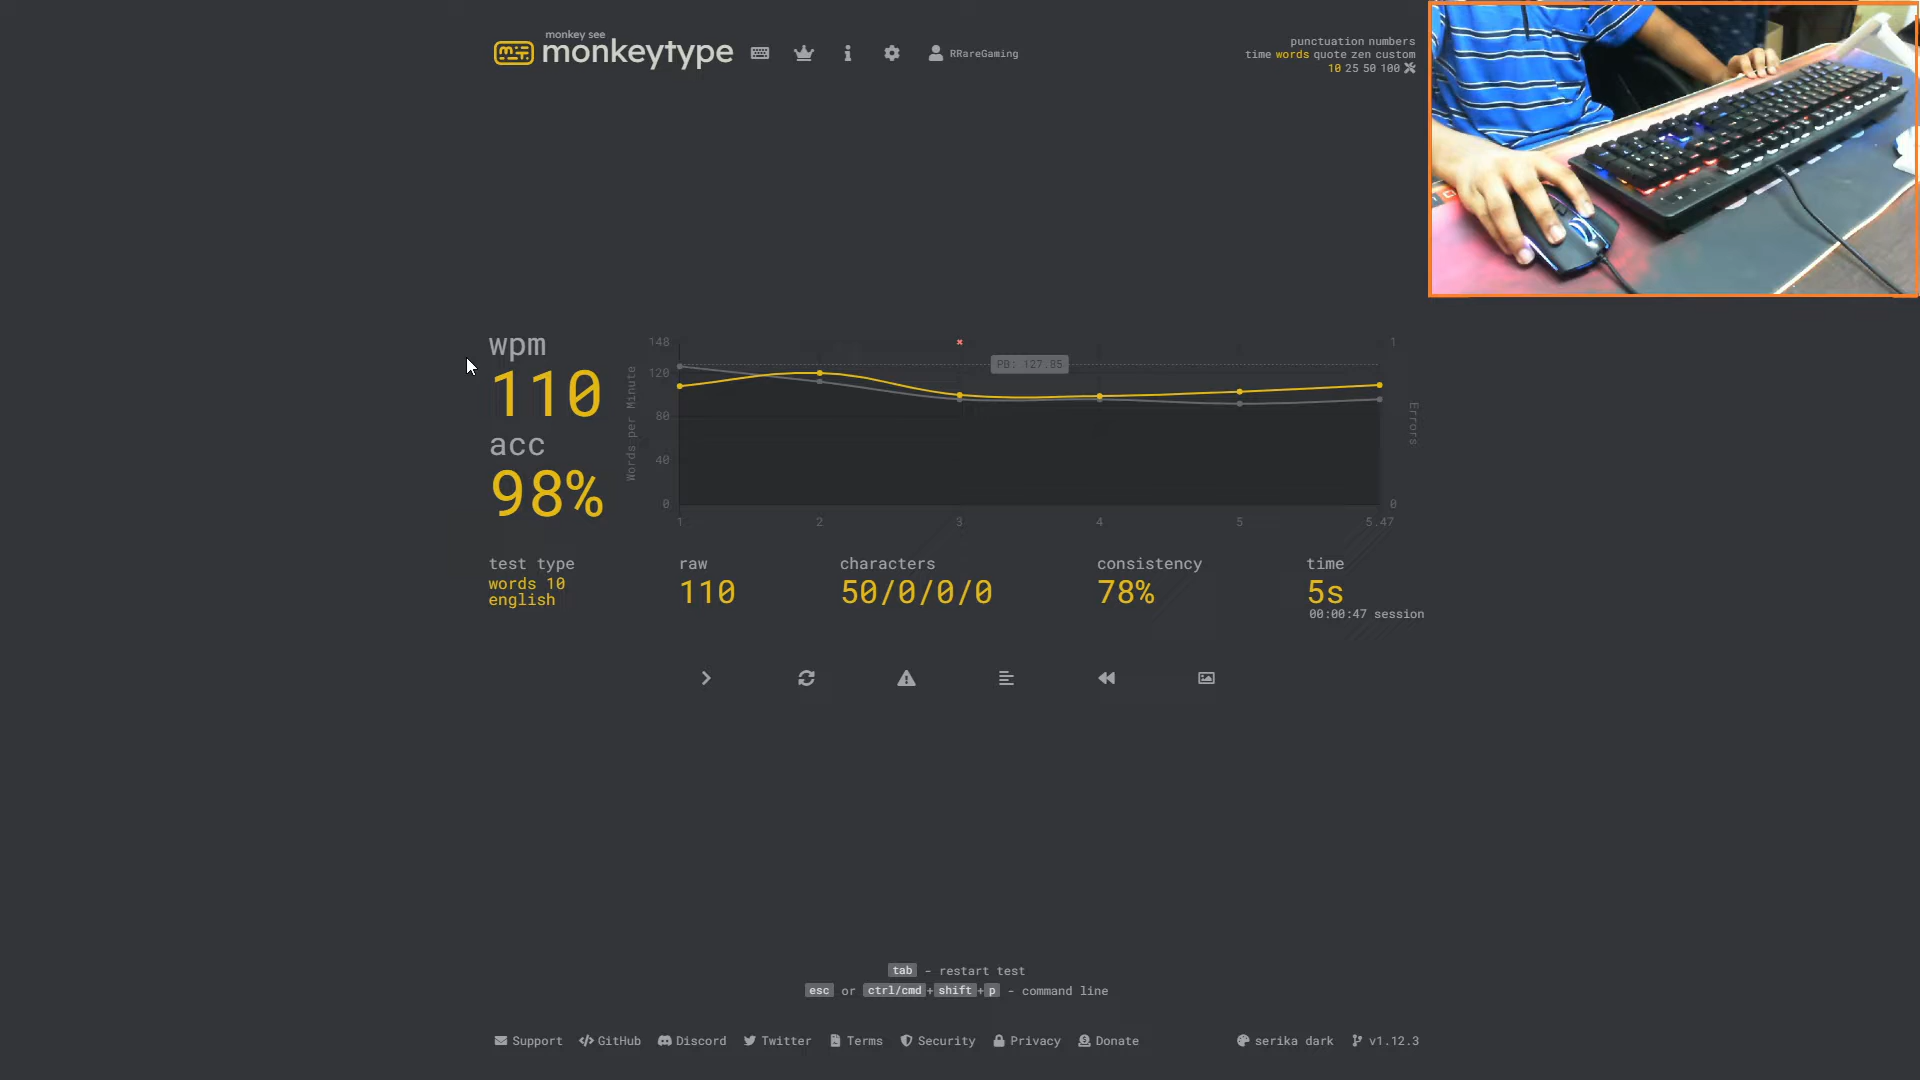 monkey see
monkeytype
RRareGaming
punctuation numbers
time words quote zen custom
10 25 50 100
wpm
110
acc
98%
Words per Minute
148
120
80
40
0
PB: 127.85
1
0
Errors
1 2 3 4 5 5.47
test type
words 10
english
raw
110
characters
50/0/0/0
consistency
78%
time
5s
00:00:47 session
tab - restart test
esc or ctrl/cmd+shift+p - command line
Support GitHub Discord Twitter Terms Security Privacy Donate serika dark v1.12.3